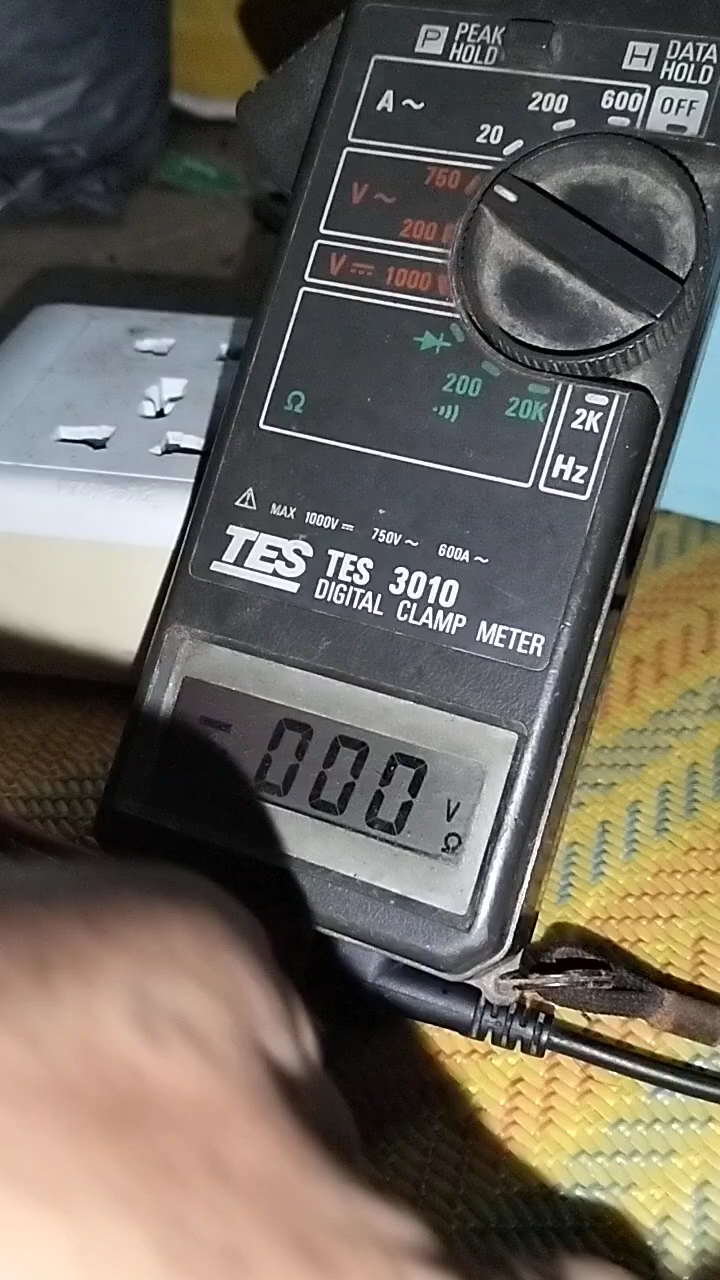 P PEAK HOLD
H DATA HOLD
A ~ 20 200 600 OFF
V ~ 750
200
V ⎓ 1000 V
Ω 200 20K
2K
Hz
⚠ MAX 1000V ⎓ 750V ~ 600A ~
TES TES 3010
DIGITAL CLAMP METER
- 000 V
Ω